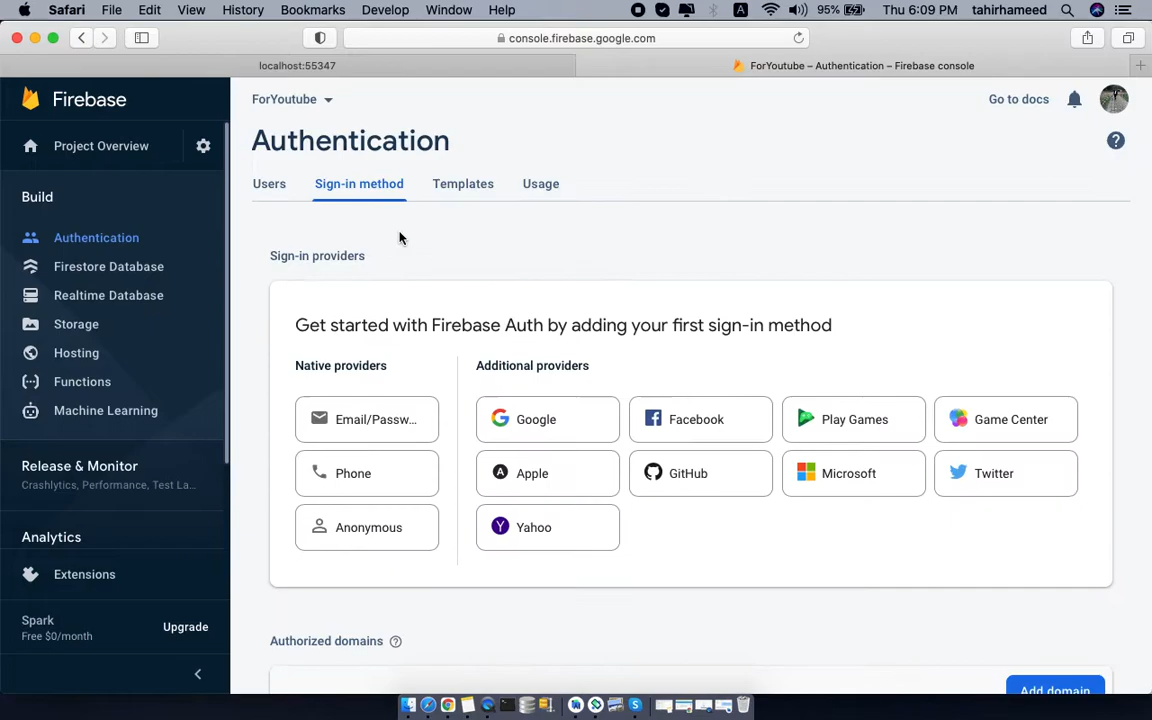 Safari File Edit View History Bookmarks Develop Window Help A 95% Thu 6:09 PM tahirhameed
console.firebase.google.com
localhost:55347 ForYoutube – Authentication – Firebase console
Firebase
Project Overview
Build
Authentication
Firestore Database
Realtime Database
Storage
Hosting
Functions
Machine Learning
Release & Monitor
Crashlytics, Performance, Test La...
Analytics
Extensions
Spark
Free $0/month
Upgrade
ForYoutube
Go to docs
Authentication
Users Sign-in method Templates Usage
Sign-in providers
Get started with Firebase Auth by adding your first sign-in method
Native providers
Email/Passw...
Phone
Anonymous
Additional providers
Google Facebook Play Games Game Center
Apple GitHub Microsoft Twitter
Yahoo
Authorized domains
Add domain